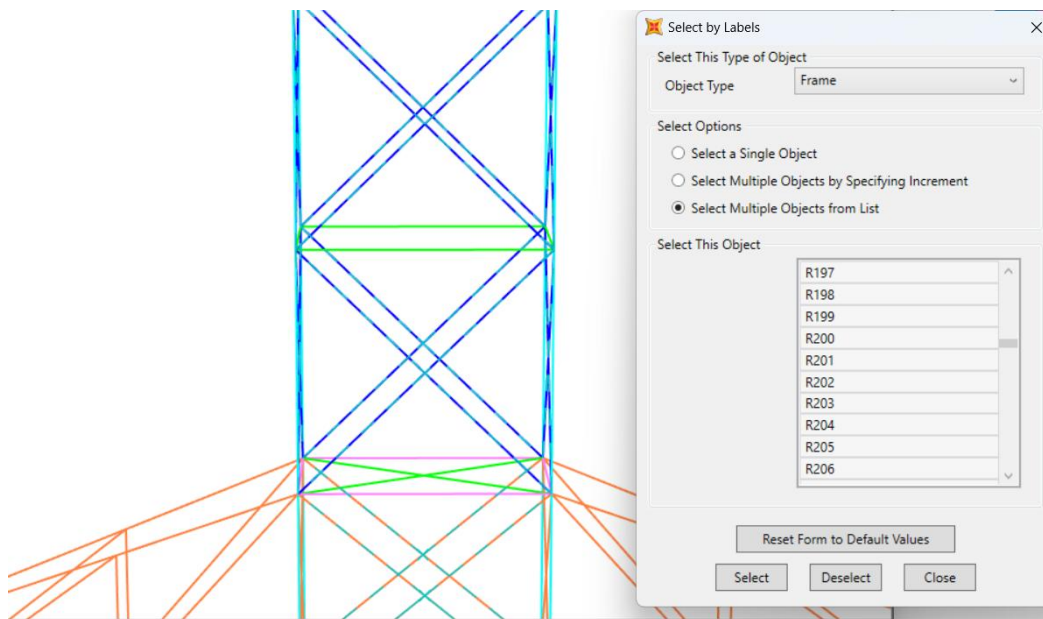 Select by Labels
Select This Type of Object
Object Type
Frame
Select Options
Select a Single Object
Select Multiple Objects by Specifying Increment
Select Multiple Objects from List
Select This Object
R197
R198
R199
R200
R201
R202
R203
R204
R205
R206
Reset Form to Default Values
Select Deselect Close